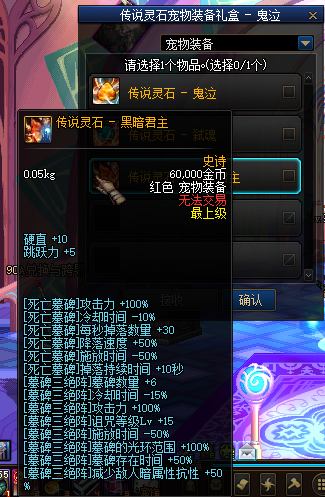 传说灵石宠物装备礼盒 - 鬼泣
宠物装备
请选择1个物品。(选择0/1个)
传说灵石 - 鬼泣
传说灵石 - 黑暗君主
史诗
0.05kg
60,000金币
红色 宠物装备
无法交易
最上级
硬直 +10
跳跃力 +5
确认
[死亡墓碑]攻击力 +100%
[死亡墓碑]冷却时间 -10%
[死亡墓碑]每秒掉落数量 +30
[死亡墓碑]降落速度 +50%
[死亡墓碑]施放时间 -50%
[死亡墓碑]掉落持续时间 +10秒
[墓碑三绝阵]墓碑数量 +6
[墓碑三绝阵]冷却时间 -15%
[墓碑三绝阵]攻击力 +100%
[墓碑三绝阵]诅咒等级Lv +15
[墓碑三绝阵]施放时间 -50%
[墓碑三绝阵]墓碑的光环范围 +100%
[墓碑三绝阵]墓碑存在时间 +50%
[墓碑三绝阵]减少敌人暗属性抗性 +50
%